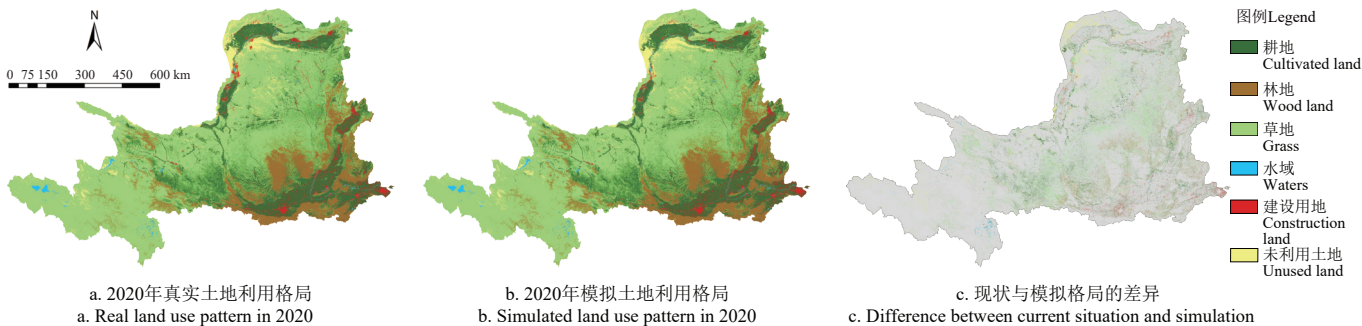 N
0 75 150 300 450 600 km
图例Legend
耕地
Cultivated land
林地
Wood land
草地
Grass
水域
Waters
建设用地
Construction
land
未利用土地
Unused land
a. 2020年真实土地利用格局
a. Real land use pattern in 2020
b. 2020年模拟土地利用格局
b. Simulated land use pattern in 2020
c. 现状与模拟格局的差异
c. Difference between current situation and simulation